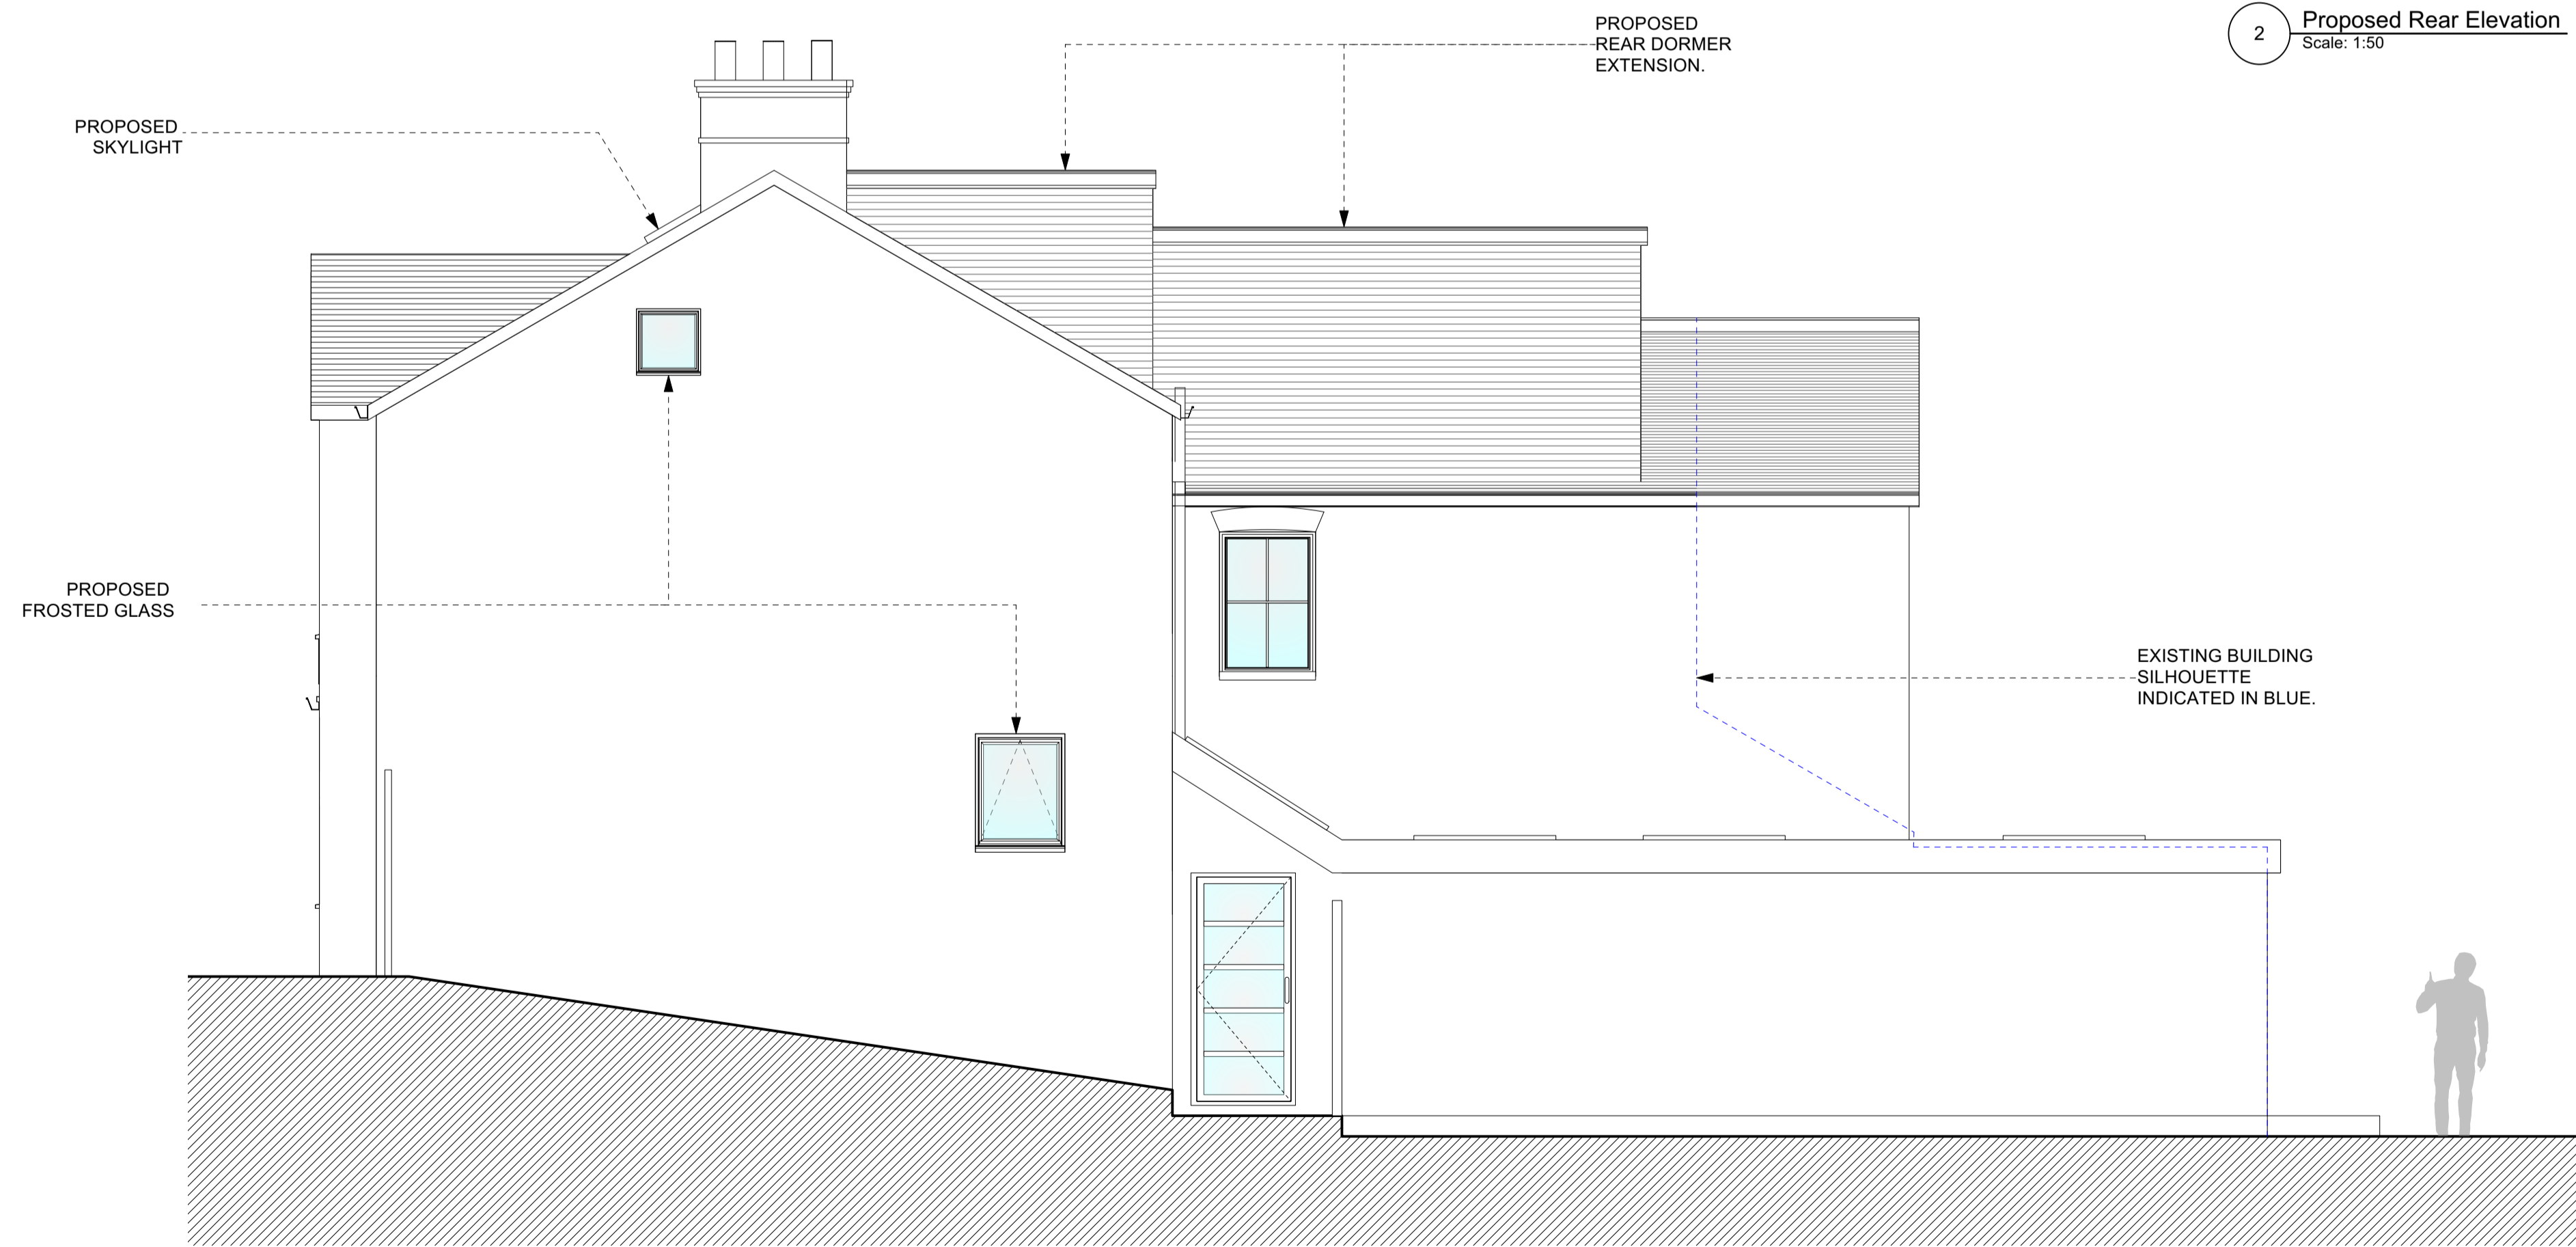 PROPOSED
REAR DORMER
EXTENSION.
2
Proposed Rear Elevation
Scale: 1:50
PROPOSED
SKYLIGHT
PROPOSED
FROSTED GLASS
EXISTING BUILDING
SILHOUETTE
INDICATED IN BLUE.